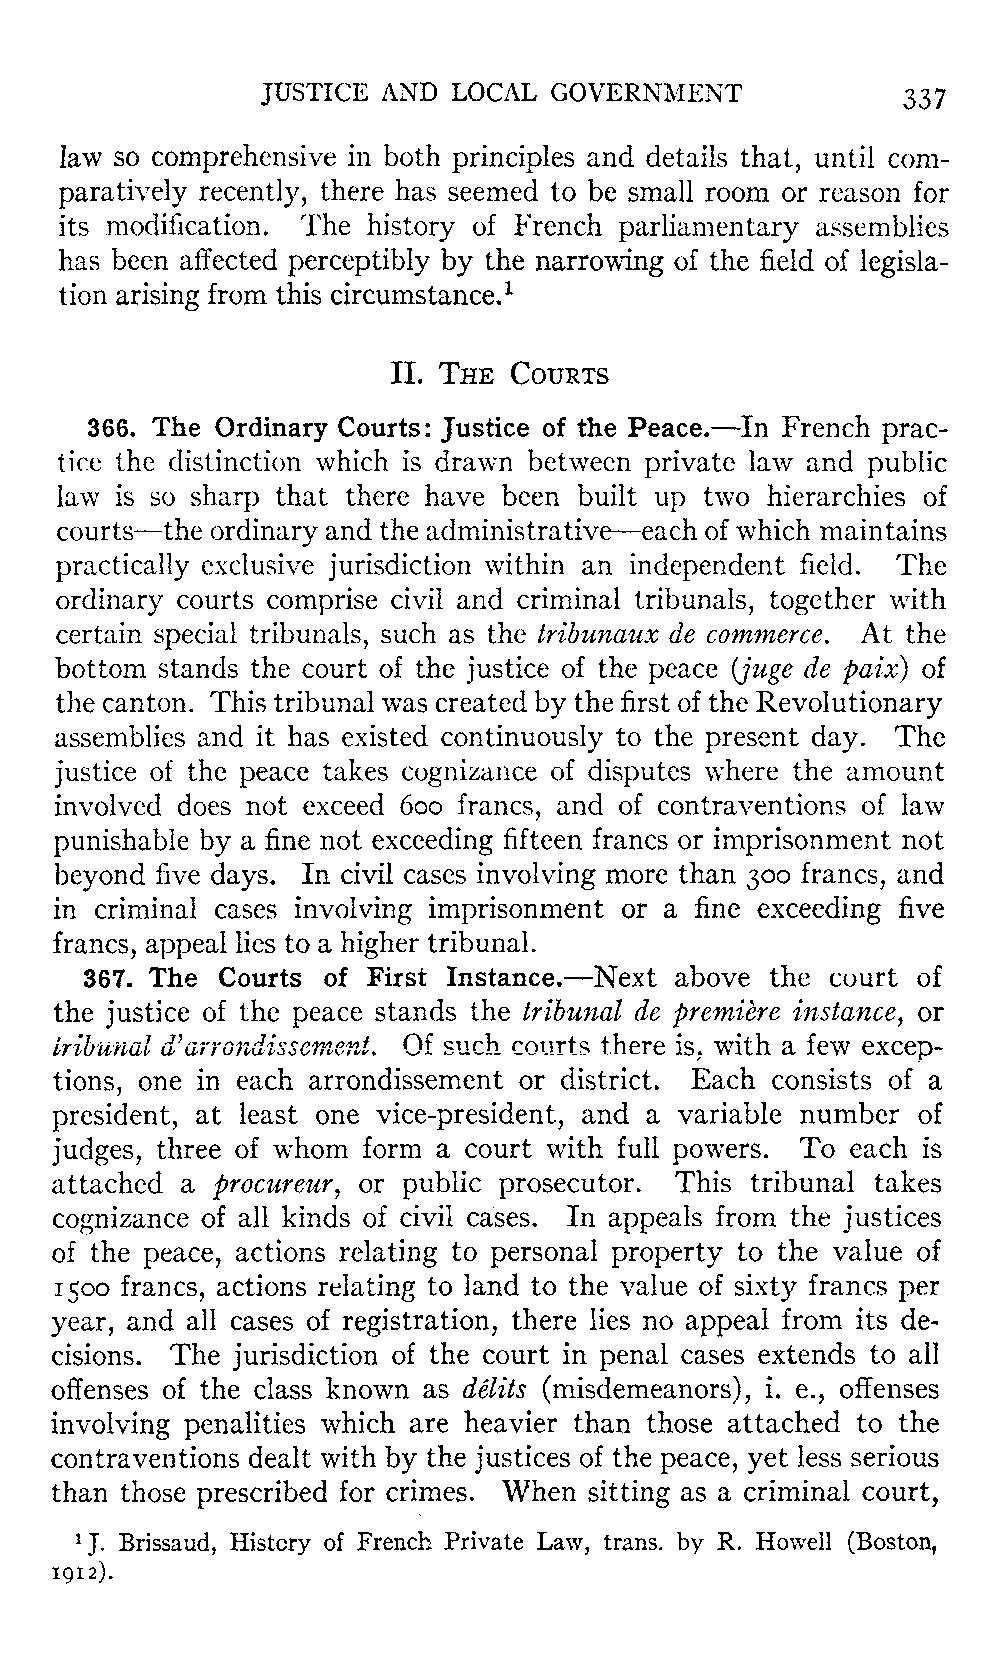 JUSTICE AND LOCAL GOVERNMENT 337
law so comprehensive in both principles and details that, until com-
paratively recently, there has seemed to be small room or reason for
its modification. The history of French parliamentary assemblies
has been affected perceptibly by the narrowing of the field of legisla-
tion arising from this circumstance.¹
II. THE COURTS
366. The Ordinary Courts: Justice of the Peace.—In French prac-
tice the distinction which is drawn between private law and public
law is so sharp that there have been built up two hierarchies of
courts—the ordinary and the administrative—each of which maintains
practically exclusive jurisdiction within an independent field. The
ordinary courts comprise civil and criminal tribunals, together with
certain special tribunals, such as the tribunaux de commerce. At the
bottom stands the court of the justice of the peace (juge de paix) of
the canton. This tribunal was created by the first of the Revolutionary
assemblies and it has existed continuously to the present day. The
justice of the peace takes cognizance of disputes where the amount
involved does not exceed 600 francs, and of contraventions of law
punishable by a fine not exceeding fifteen francs or imprisonment not
beyond five days. In civil cases involving more than 300 francs, and
in criminal cases involving imprisonment or a fine exceeding five
francs, appeal lies to a higher tribunal.
367. The Courts of First Instance.—Next above the court of
the justice of the peace stands the tribunal de première instance, or
tribunal d'arrondissement. Of such courts there is, with a few excep-
tions, one in each arrondissement or district. Each consists of a
president, at least one vice-president, and a variable number of
judges, three of whom form a court with full powers. To each is
attached a procureur, or public prosecutor. This tribunal takes
cognizance of all kinds of civil cases. In appeals from the justices
of the peace, actions relating to personal property to the value of
1500 francs, actions relating to land to the value of sixty francs per
year, and all cases of registration, there lies no appeal from its de-
cisions. The jurisdiction of the court in penal cases extends to all
offenses of the class known as délits (misdemeanors), i. e., offenses
involving penalities which are heavier than those attached to the
contraventions dealt with by the justices of the peace, yet less serious
than those prescribed for crimes. When sitting as a criminal court,
¹ J. Brissaud, History of French Private Law, trans. by R. Howell (Boston,
1912).